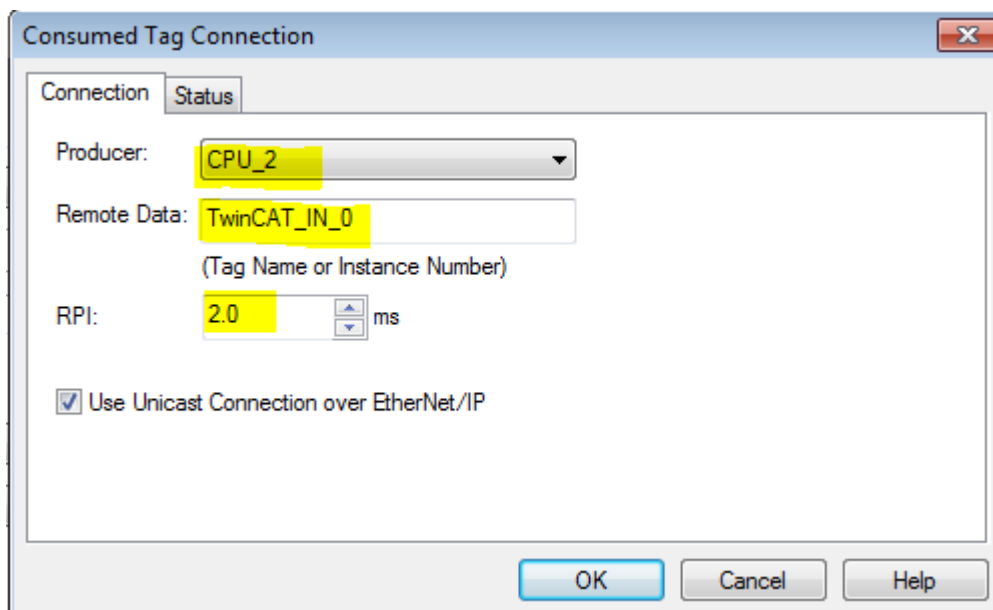 Consumed Tag Connection
Connection Status
Producer: CPU_2
Remote Data: TwinCAT_IN_0
(Tag Name or Instance Number)
RPI: 2.0 ms
Use Unicast Connection over EtherNet/IP
OK Cancel Help